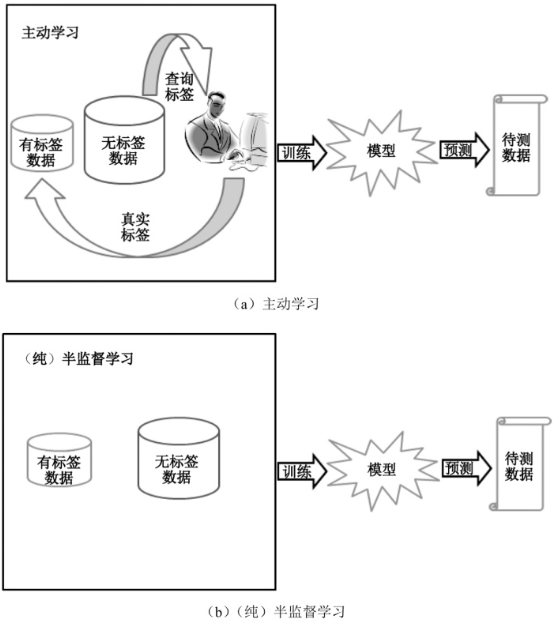 主动学习
查询
标签
有标签
数据
无标签
数据
真实
标签
训练
模型
预测
待测
数据
（a）主动学习
（纯）半监督学习
有标签
数据
无标签
数据
训练
模型
预测
待测
数据
（b）（纯）半监督学习